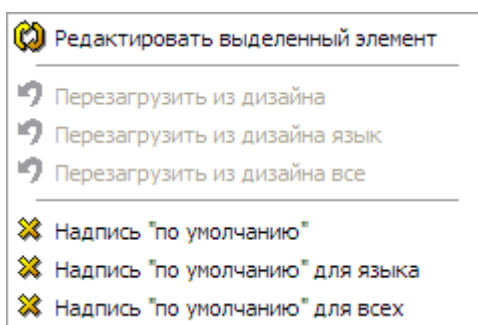 Редактировать выделенный элемент
Перезагрузить из дизайна
Перезагрузить из дизайна язык
Перезагрузить из дизайна все
Надпись "по умолчанию"
Надпись "по умолчанию" для языка
Надпись "по умолчанию" для всех